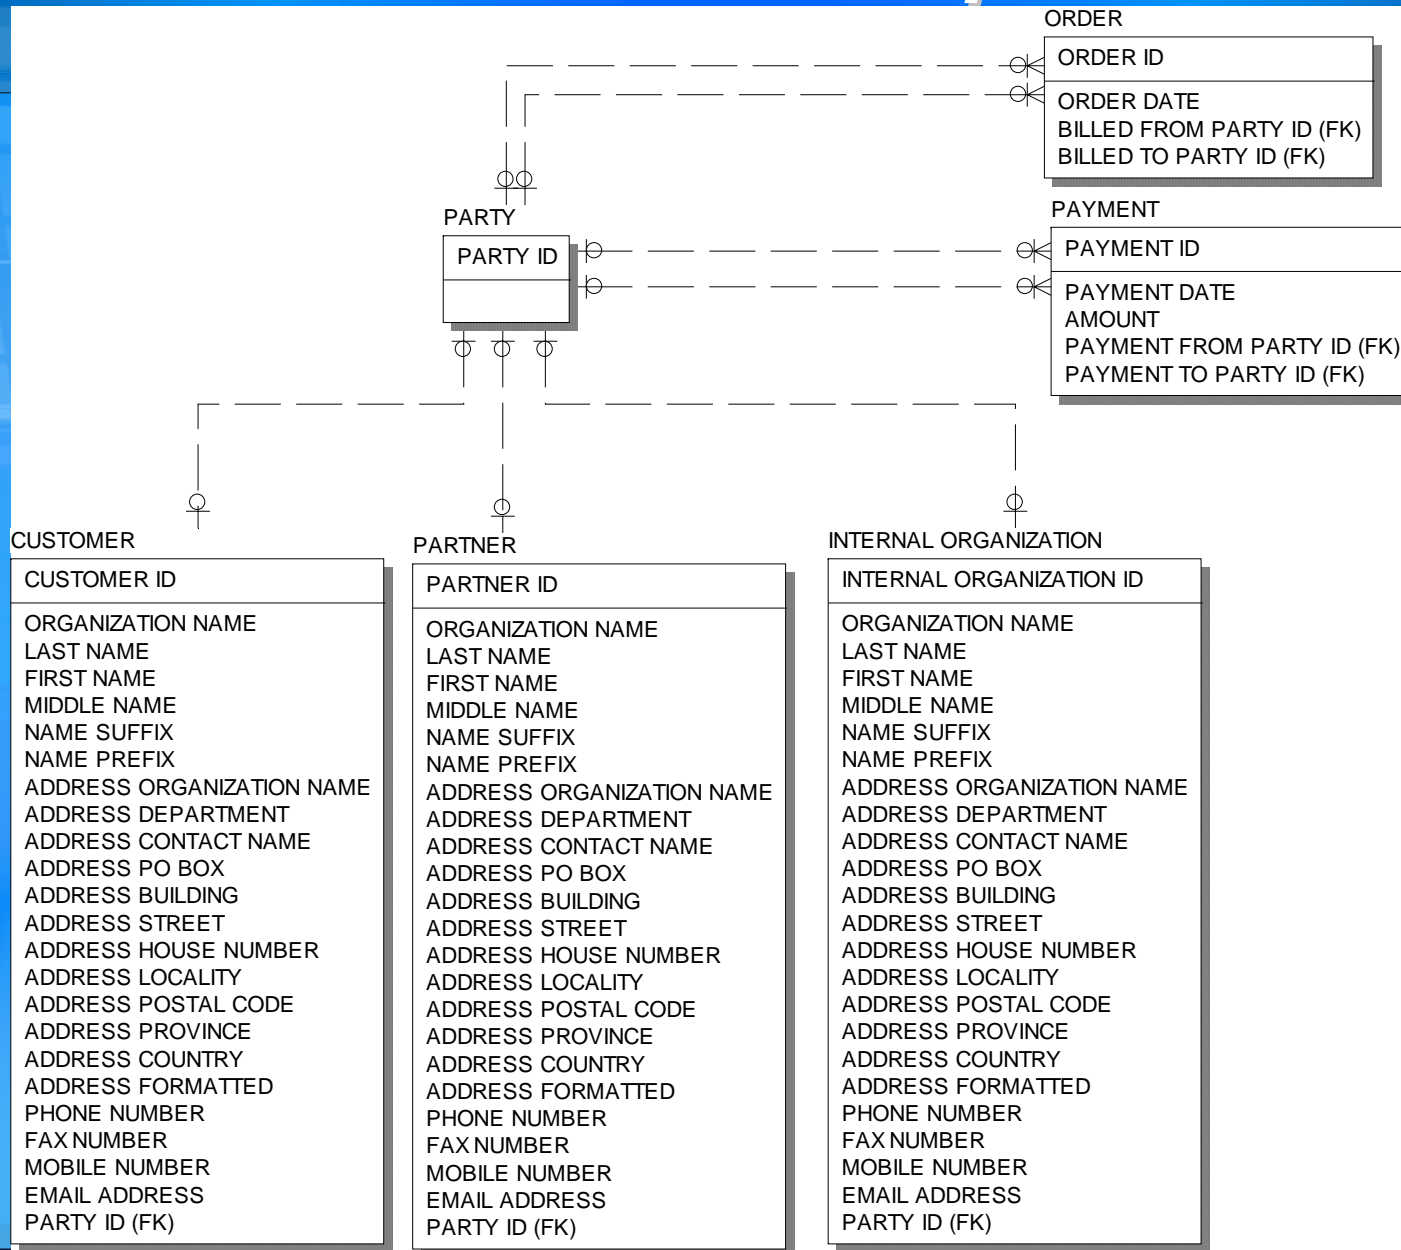 ORDER
ORDER ID
ORDER DATE
BILLED FROM PARTY ID (FK)
BILLED TO PARTY ID (FK)
PARTY
PARTY ID
PAYMENT
PAYMENT ID
PAYMENT DATE
AMOUNT
PAYMENT FROM PARTY ID (FK)
PAYMENT TO PARTY ID (FK)
CUSTOMER
CUSTOMER ID
ORGANIZATION NAME
LAST NAME
FIRST NAME
MIDDLE NAME
NAME SUFFIX
NAME PREFIX
ADDRESS ORGANIZATION NAME
ADDRESS DEPARTMENT
ADDRESS CONTACT NAME
ADDRESS PO BOX
ADDRESS BUILDING
ADDRESS STREET
ADDRESS HOUSE NUMBER
ADDRESS LOCALITY
ADDRESS POSTAL CODE
ADDRESS PROVINCE
ADDRESS COUNTRY
ADDRESS FORMATTED
PHONE NUMBER
FAX NUMBER
MOBILE NUMBER
EMAIL ADDRESS
PARTY ID (FK)
PARTNER
PARTNER ID
ORGANIZATION NAME
LAST NAME
FIRST NAME
MIDDLE NAME
NAME SUFFIX
NAME PREFIX
ADDRESS ORGANIZATION NAME
ADDRESS DEPARTMENT
ADDRESS CONTACT NAME
ADDRESS PO BOX
ADDRESS BUILDING
ADDRESS STREET
ADDRESS HOUSE NUMBER
ADDRESS LOCALITY
ADDRESS POSTAL CODE
ADDRESS PROVINCE
ADDRESS COUNTRY
ADDRESS FORMATTED
PHONE NUMBER
FAX NUMBER
MOBILE NUMBER
EMAIL ADDRESS
PARTY ID (FK)
INTERNAL ORGANIZATION
INTERNAL ORGANIZATION ID
ORGANIZATION NAME
LAST NAME
FIRST NAME
MIDDLE NAME
NAME SUFFIX
NAME PREFIX
ADDRESS ORGANIZATION NAME
ADDRESS DEPARTMENT
ADDRESS CONTACT NAME
ADDRESS PO BOX
ADDRESS BUILDING
ADDRESS STREET
ADDRESS HOUSE NUMBER
ADDRESS LOCALITY
ADDRESS POSTAL CODE
ADDRESS PROVINCE
ADDRESS COUNTRY
ADDRESS FORMATTED
PHONE NUMBER
FAX NUMBER
MOBILE NUMBER
EMAIL ADDRESS
PARTY ID (FK)